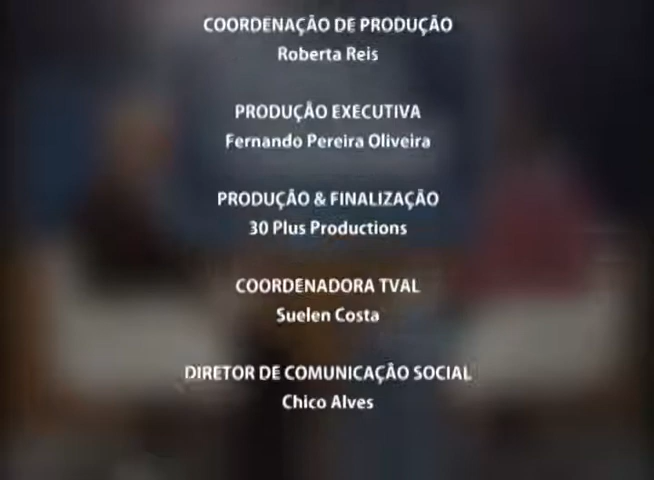 COORDENAÇÃO DE PRODUÇÃO
Roberta Reis
PRODUÇÃO EXECUTIVA
Fernando Pereira Oliveira
PRODUÇÃO & FINALIZAÇÃO
30 Plus Productions
COORDENADORA TVAL
Suelen Costa
DIRETOR DE COMUNICAÇÃO SOCIAL
Chico Alves